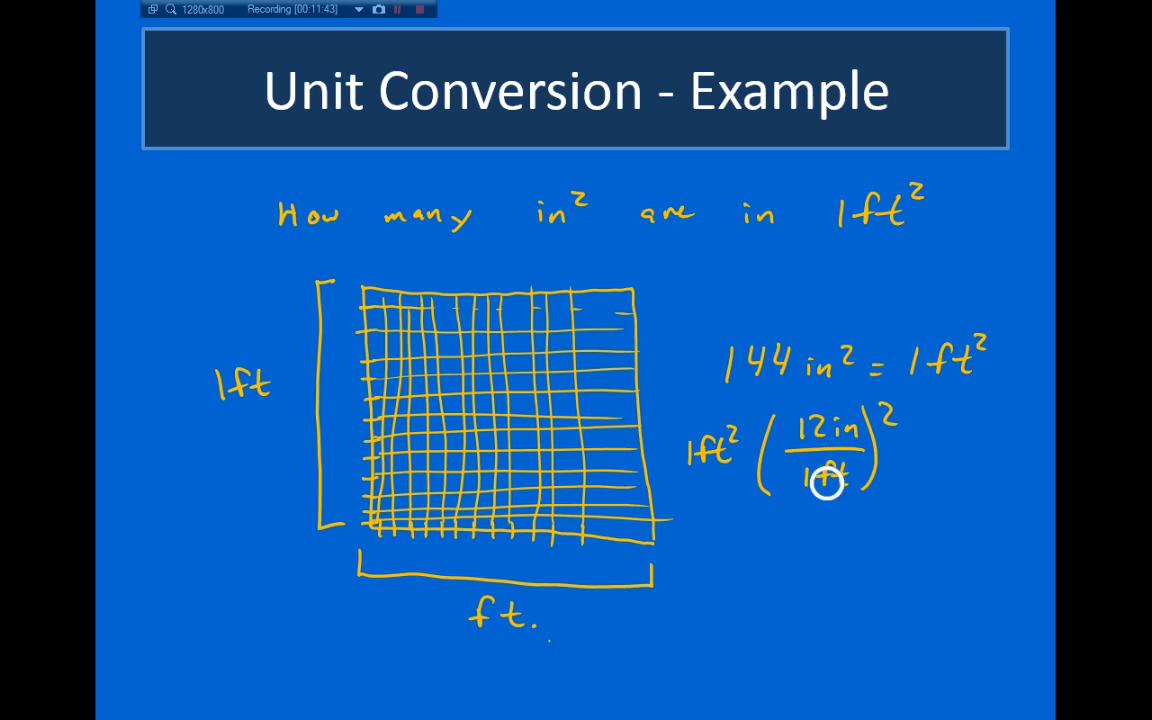 1280x800 Recording [00:11:43]
Unit Conversion - Example
How many in² are in 1ft²
1ft
144 in² = 1ft²
1ft² (12in/1ft)²
ft.